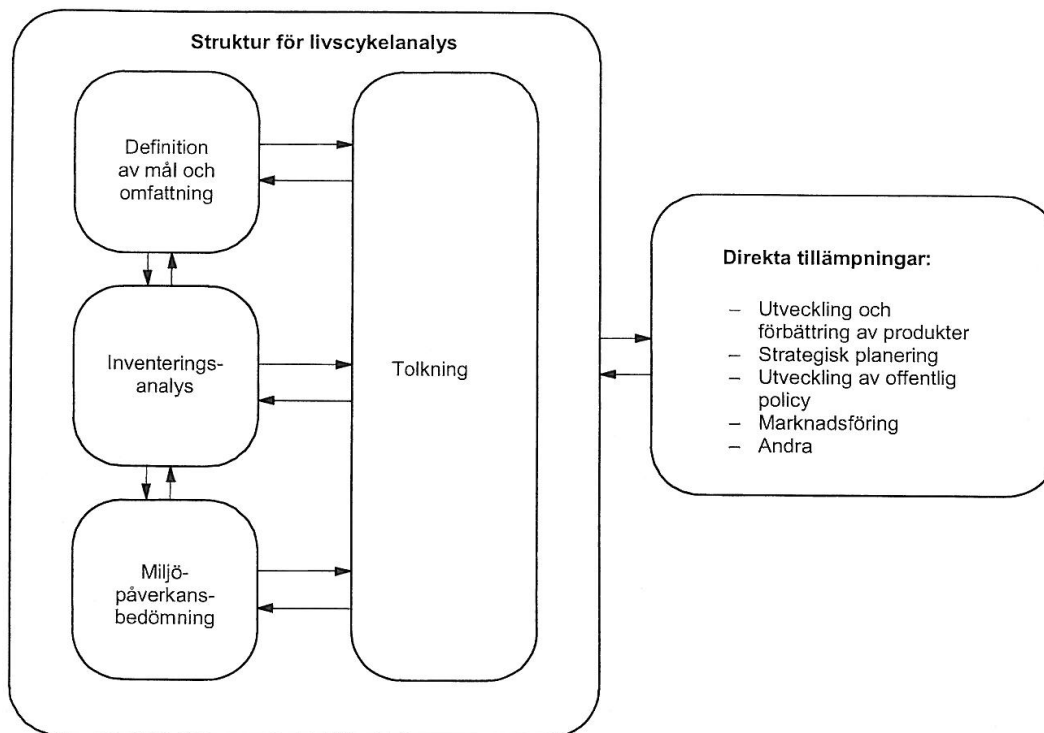 Struktur för livscykelanalys
Definition
av mål och
omfattning
Inventerings-
analys
Miljö-
påverkans-
bedömning
Tolkning
Direkta tillämpningar:
– Utveckling och
förbättring av produkter
– Strategisk planering
– Utveckling av offentlig
policy
– Marknadsföring
– Andra